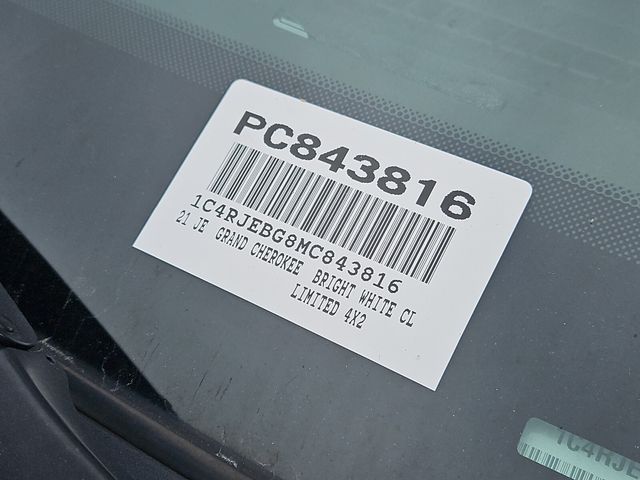 PC843816
1C4RJEBG8MC843816
21 JE GRAND CHEROKEE BRIGHT WHITE CL
LIMITED 4X2
1C4RJE